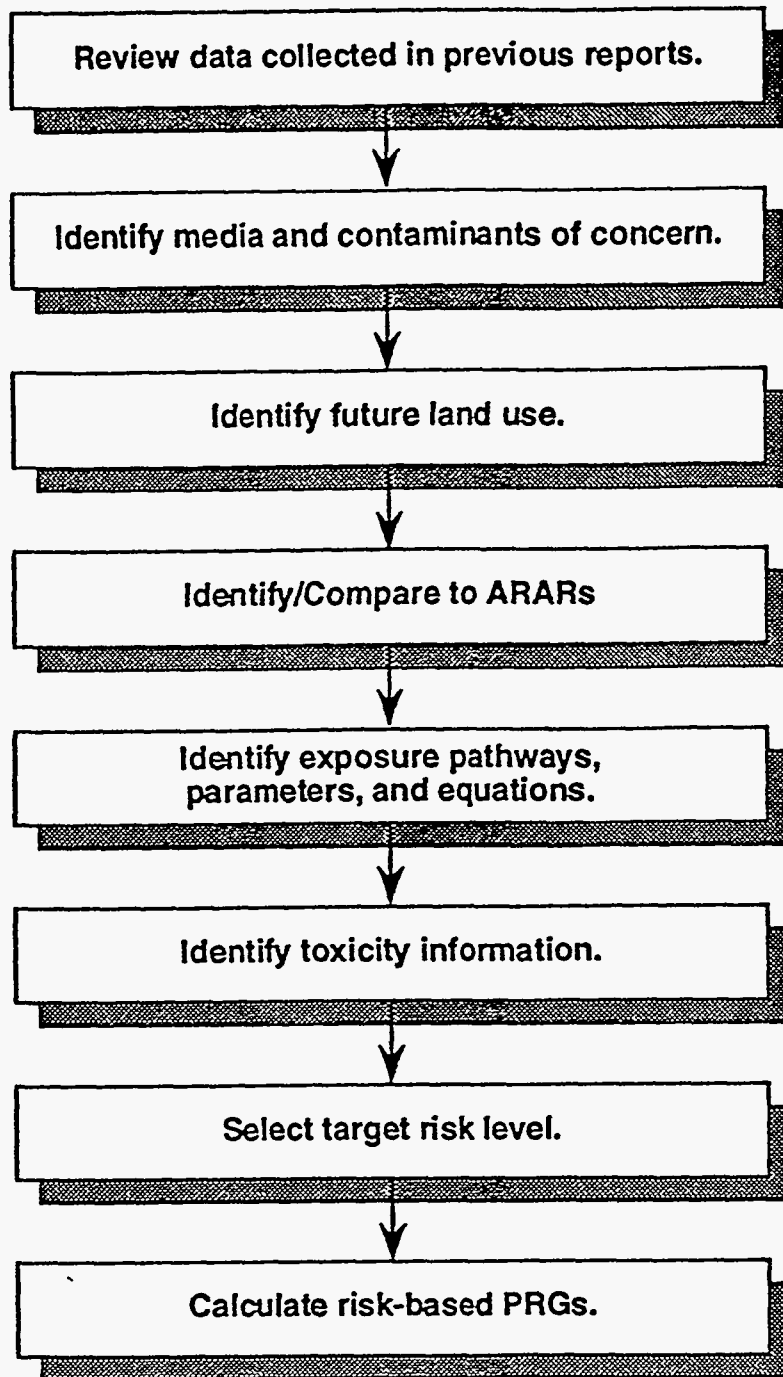 Review data collected in previous reports.
Identify media and contaminants of concern.
Identify future land use.
Identify/Compare to ARARs
Identify exposure pathways,
parameters, and equations.
Identify toxicity information.
Select target risk level.
Calculate risk-based PRGs.